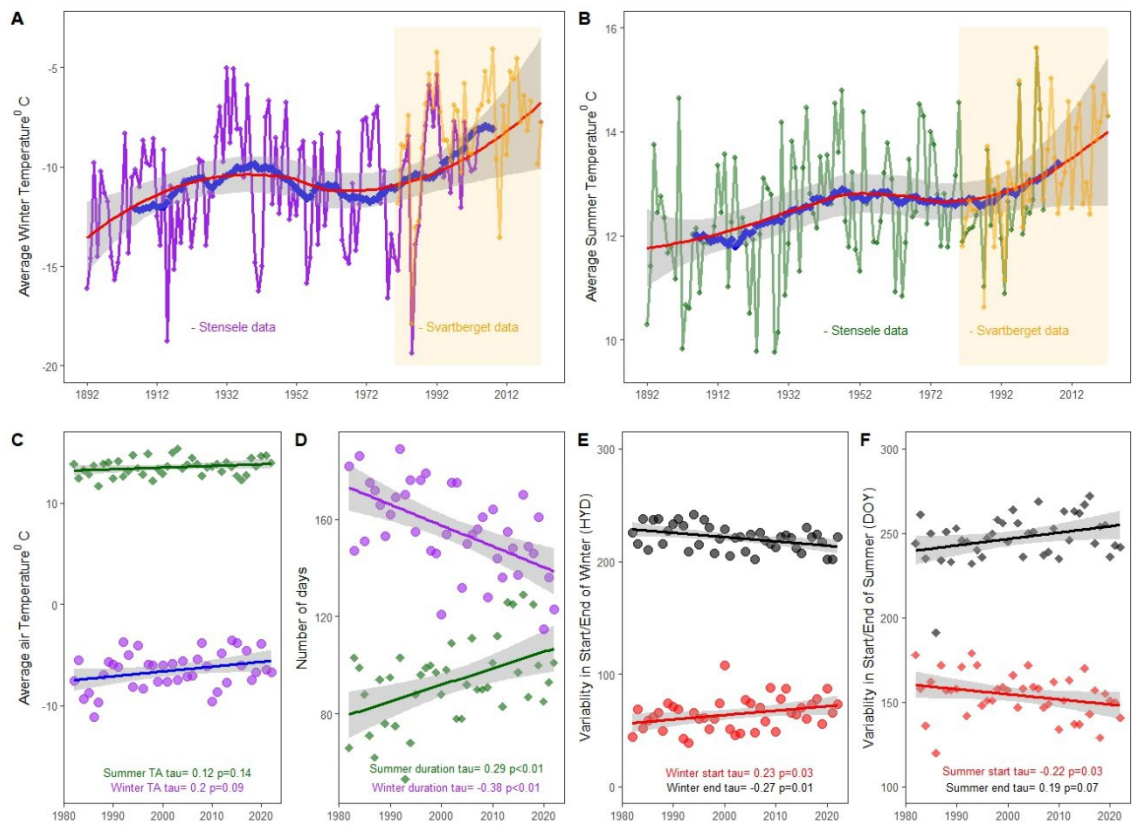 A
Average Winter Temperature⁰ C
-5
-10
-15
-20
1892 1912 1932 1952 1972 1992 2012
- Stensele data
- Svartberget data
B
Average Summer Temperature⁰ C
16
14
12
10
1892 1912 1932 1952 1972 1992 2012
- Stensele data
- Svartberget data
C
Average air Temperature⁰ C
10
0
-10
Summer TA tau= 0.12 p=0.14
Winter TA tau= 0.2 p=0.09
1980 1990 2000 2010 2020
D
Number of days
160
120
80
Summer duration tau= 0.29 p<0.01
Winter duration tau= -0.38 p<0.01
1980 1990 2000 2010 2020
E
Variability in Start/End of Winter (HYD)
300
200
100
0
Winter start tau= 0.23 p=0.03
Winter end tau= -0.27 p=0.01
1980 1990 2000 2010 2020
F
Variablity in Start/End of Summer (DOY)
300
250
200
150
100
Summer start tau= -0.22 p=0.03
Summer end tau= 0.19 p=0.07
1980 1990 2000 2010 2020